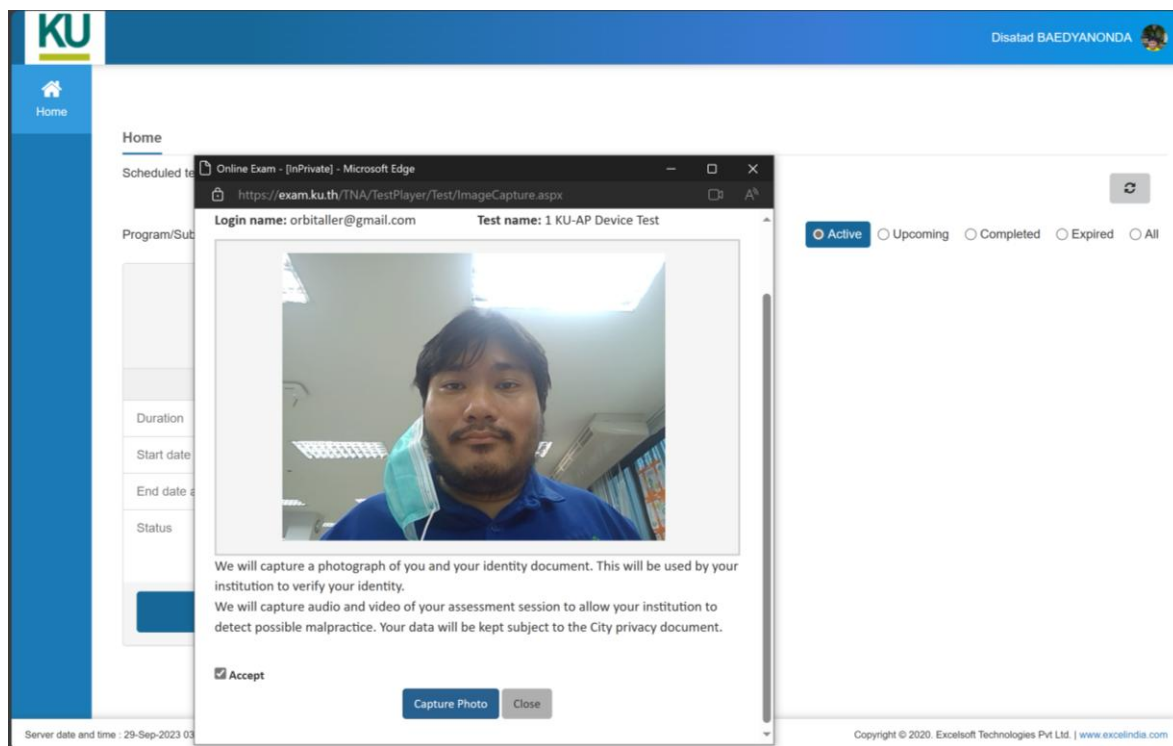 KU
Disatad BAEDYANONDA
Home
Home
Scheduled te
Program/Sub
Active
Upcoming
Completed
Expired
All
Duration
Start date
End date a
Status
Online Exam - [InPrivate] - Microsoft Edge
https://exam.ku.th/TNA/TestPlayer/Test/ImageCapture.aspx
Login name: orbitaller@gmail.com Test name: 1 KU-AP Device Test
We will capture a photograph of you and your identity document. This will be used by your
institution to verify your identity.
We will capture audio and video of your assessment session to allow your institution to
detect possible malpractice. Your data will be kept subject to the City privacy document.
Accept
Capture Photo Close
Server date and time : 29-Sep-2023 03
Copyright © 2020. Excelsoft Technologies Pvt Ltd. | www.excelindia.com